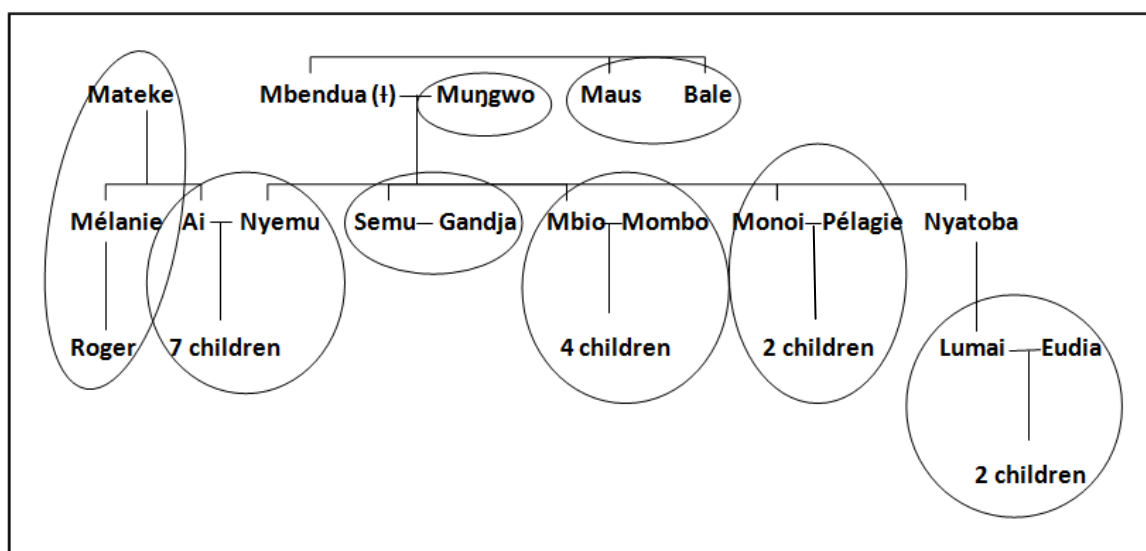 Mateke Mbendua (ƚ) Muŋgwo Maus Bale
Mélanie Ai Nyemu Semu Gandja Mbio Mombo Monoi Pélagie Nyatoba
Roger 7 children 4 children 2 children Lumai Eudia
2 children